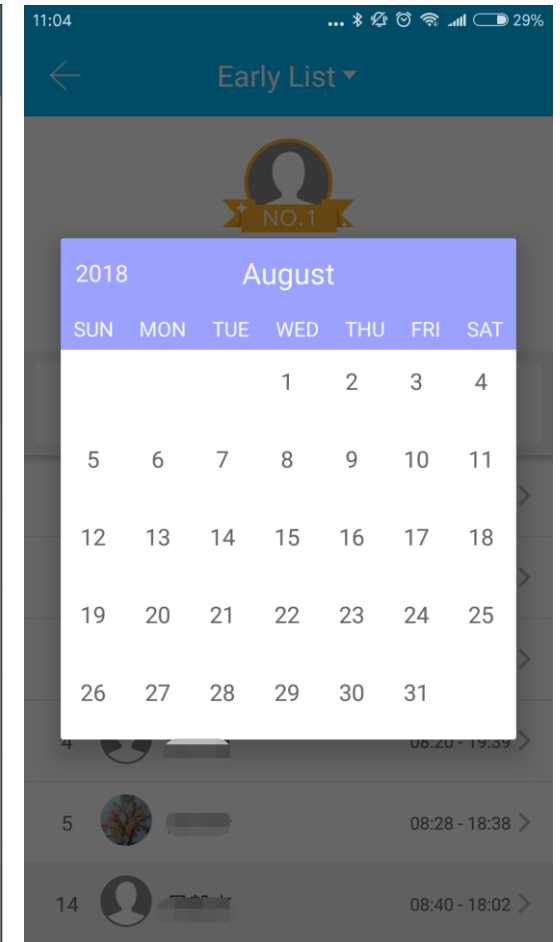 11:04 ... 29%
Early List
NO.1
2018 August
SUN MON TUE WED THU FRI SAT
1 2 3 4
5 6 7 8 9 10 11
12 13 14 15 16 17 18
19 20 21 22 23 24 25
26 27 28 29 30 31
4 08:20 - 19:39
5 08:28 - 18:38
14 08:40 - 18:02